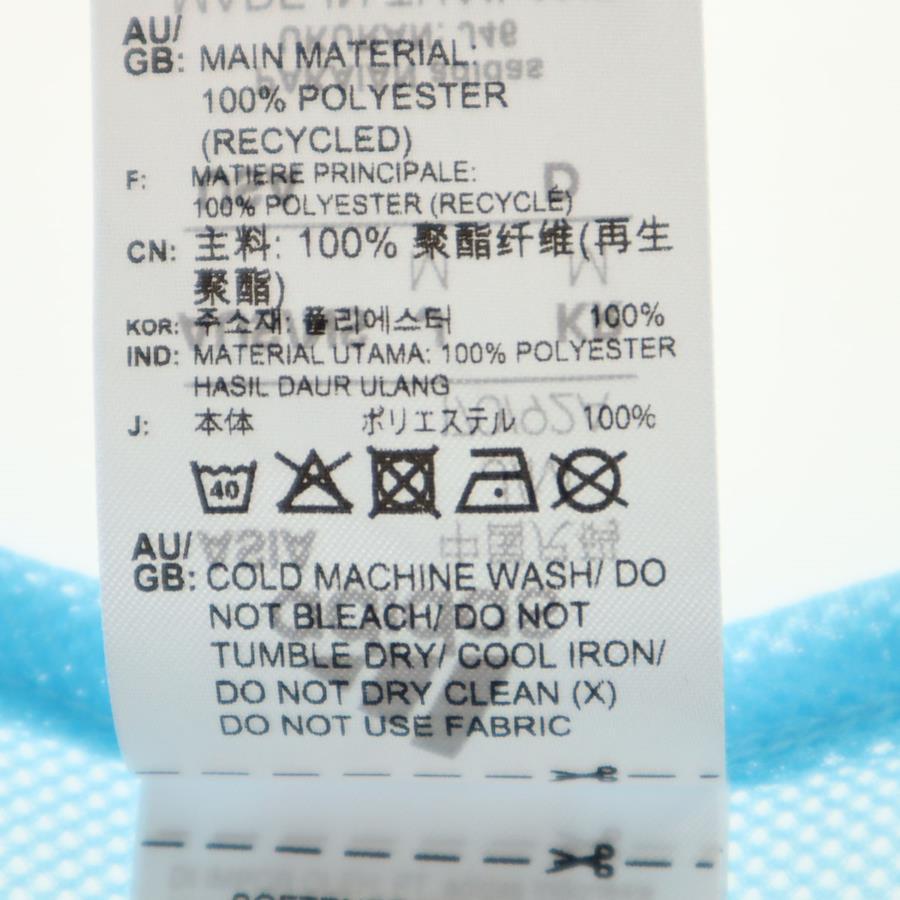 AU/
GB: MAIN MATERIAL:
100% POLYESTER
(RECYCLED)
F: MATIERE PRINCIPALE:
100% POLYESTER (RECYCLÉ)
CN: 主料: 100% 聚酯纤维(再生
聚酯)
KOR: 주소재: 폴리에스터 100%
IND: MATERIAL UTAMA: 100% POLYESTER
HASIL DAUR ULANG
J: 本体 ポリエステル 100%
40
AU/
GB: COLD MACHINE WASH/ DO
NOT BLEACH/ DO NOT
TUMBLE DRY/ COOL IRON/
DO NOT DRY CLEAN (X)
DO NOT USE FABRIC